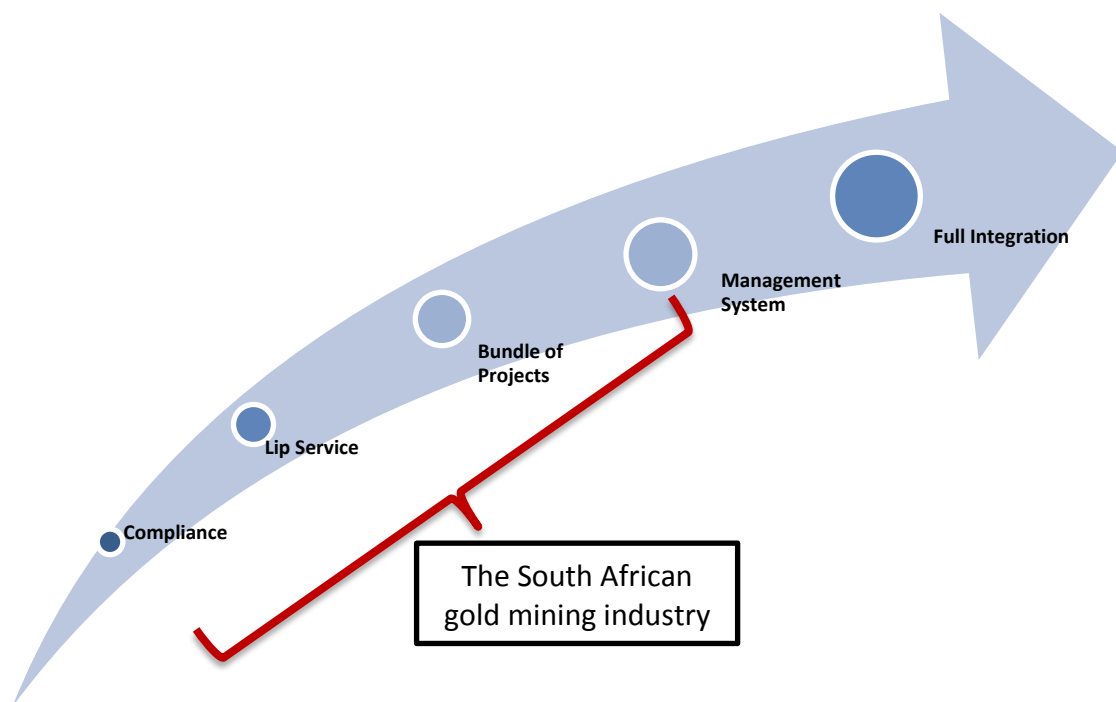 Full Integration
Management
System
Bundle of
Projects
Lip Service
Compliance
The South African
gold mining industry